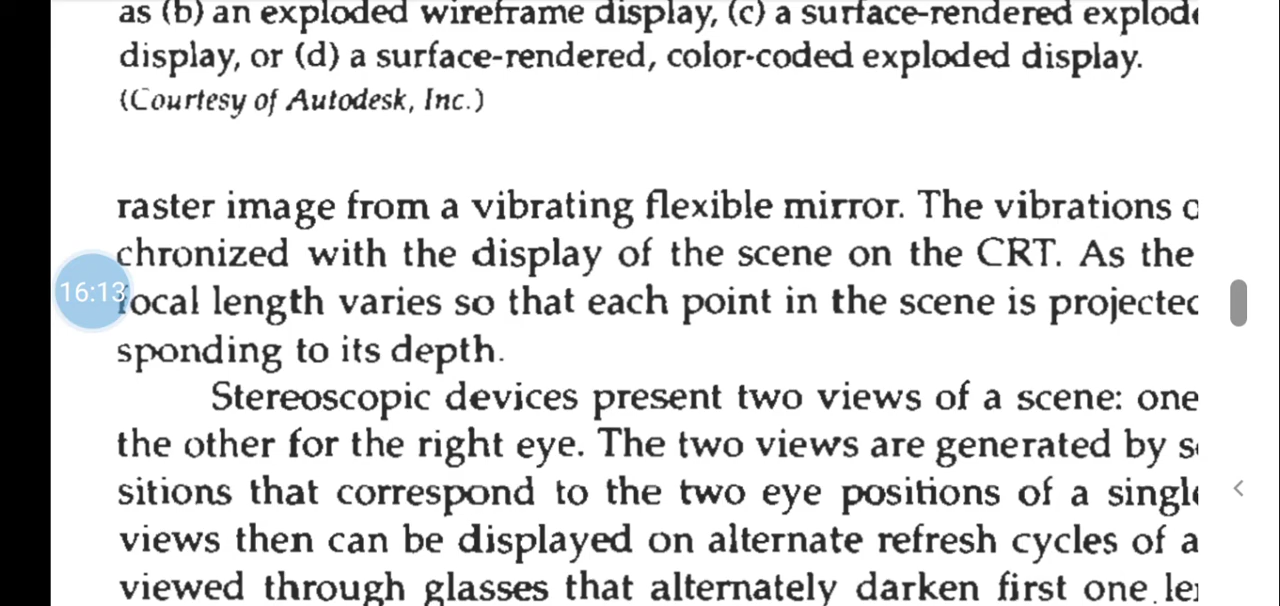 as (b) an exploded wireframe display, (c) a surface-rendered
display, or (d) a surface-rendered, color-coded exploded display.
(Courtesy of Autodesk, Inc.)
raster image from a vibrating flexible mirror. The vibrations
chronized with the display of the scene on the CRT. As the
16:13
focal length varies so that each point in the scene is
sponding to its depth.
Stereoscopic devices present two views of a scene: one
the other for the right eye. The two views are generated by
sitions that correspond to the two eye positions of a
views then can be displayed on alternate refresh cycles of a
viewed through glasses that alternately darken first one